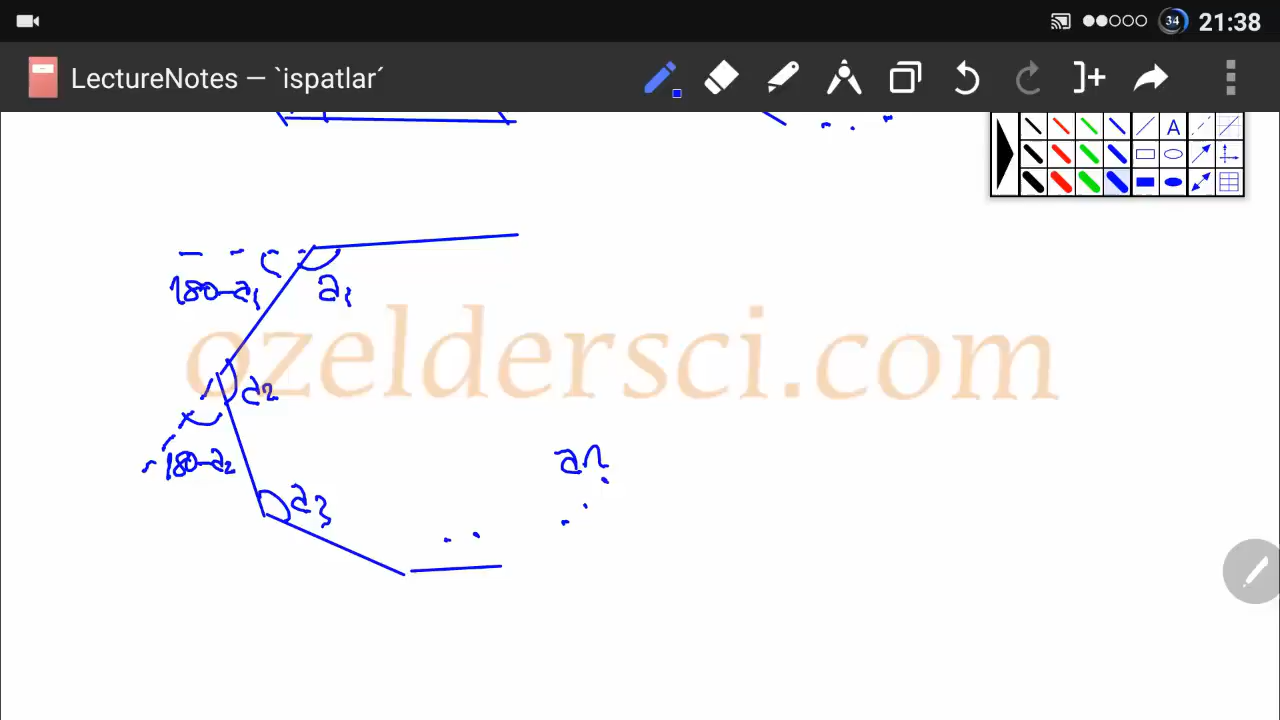 34 21:38
LectureNotes — `ispatlar´
A
180-a1
a1
ozeldersci.com
a2
180-a2
an
a3